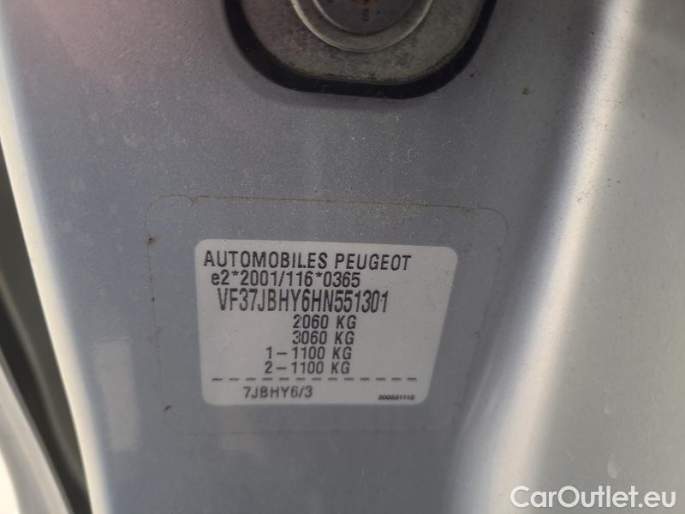 AUTOMOBILES PEUGEOT
e2*2001/116*0365
VF37JBHY6HN551301
2060 KG
3060 KG
1-1100 KG
2-1100 KG
7JBHY6/3
CarOutlet.eu